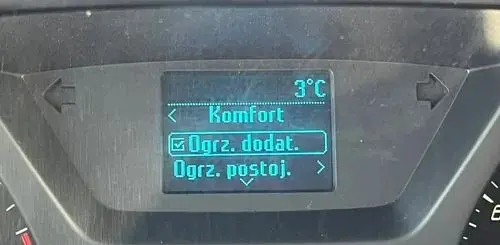 3°C
< Komfort
☑ Ogrz. dodat.
Ogrz. postoj. >